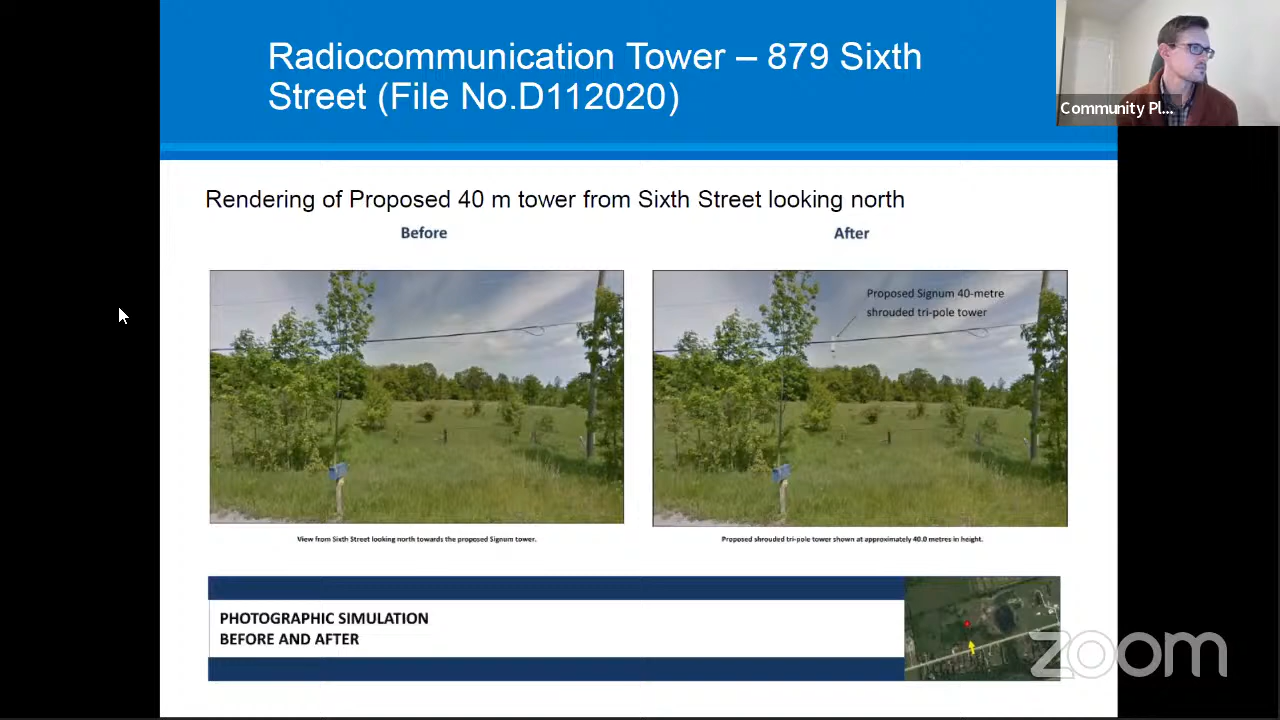 Radiocommunication Tower – 879 Sixth
Street (File No.D112020)
Community Pl...
Rendering of Proposed 40 m tower from Sixth Street looking north
Before
After
Proposed Signum 40-metre
shrouded tri-pole tower
View from Sixth Street looking north towards the proposed Signum tower.
Proposed shrouded tri-pole tower shown at approximately 40.0 metres in height.
PHOTOGRAPHIC SIMULATION
BEFORE AND AFTER
zoom